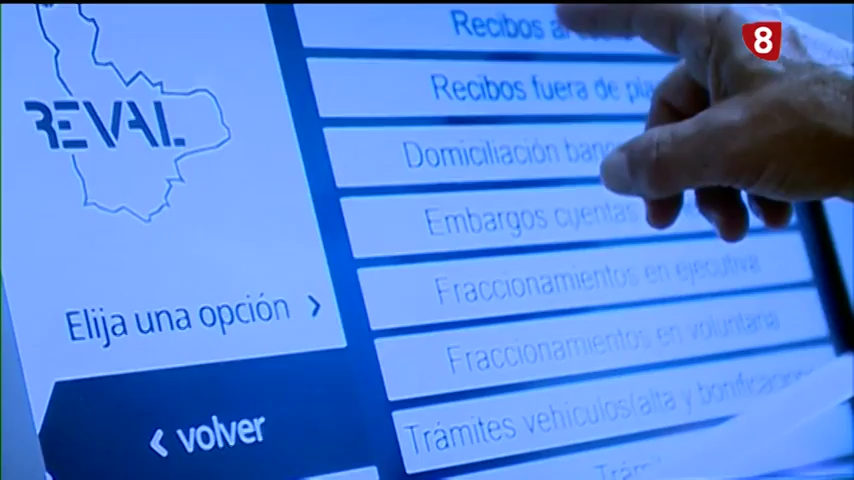 8
REVAL
Elija una opción >
< volver
Recibos
Recibos fuera de
Domiciliación
Embargos cuentas
Fraccionamientos en ejecutiva
Fraccionamientos en voluntaria
Trámites vehículos/alta y bonificaciones